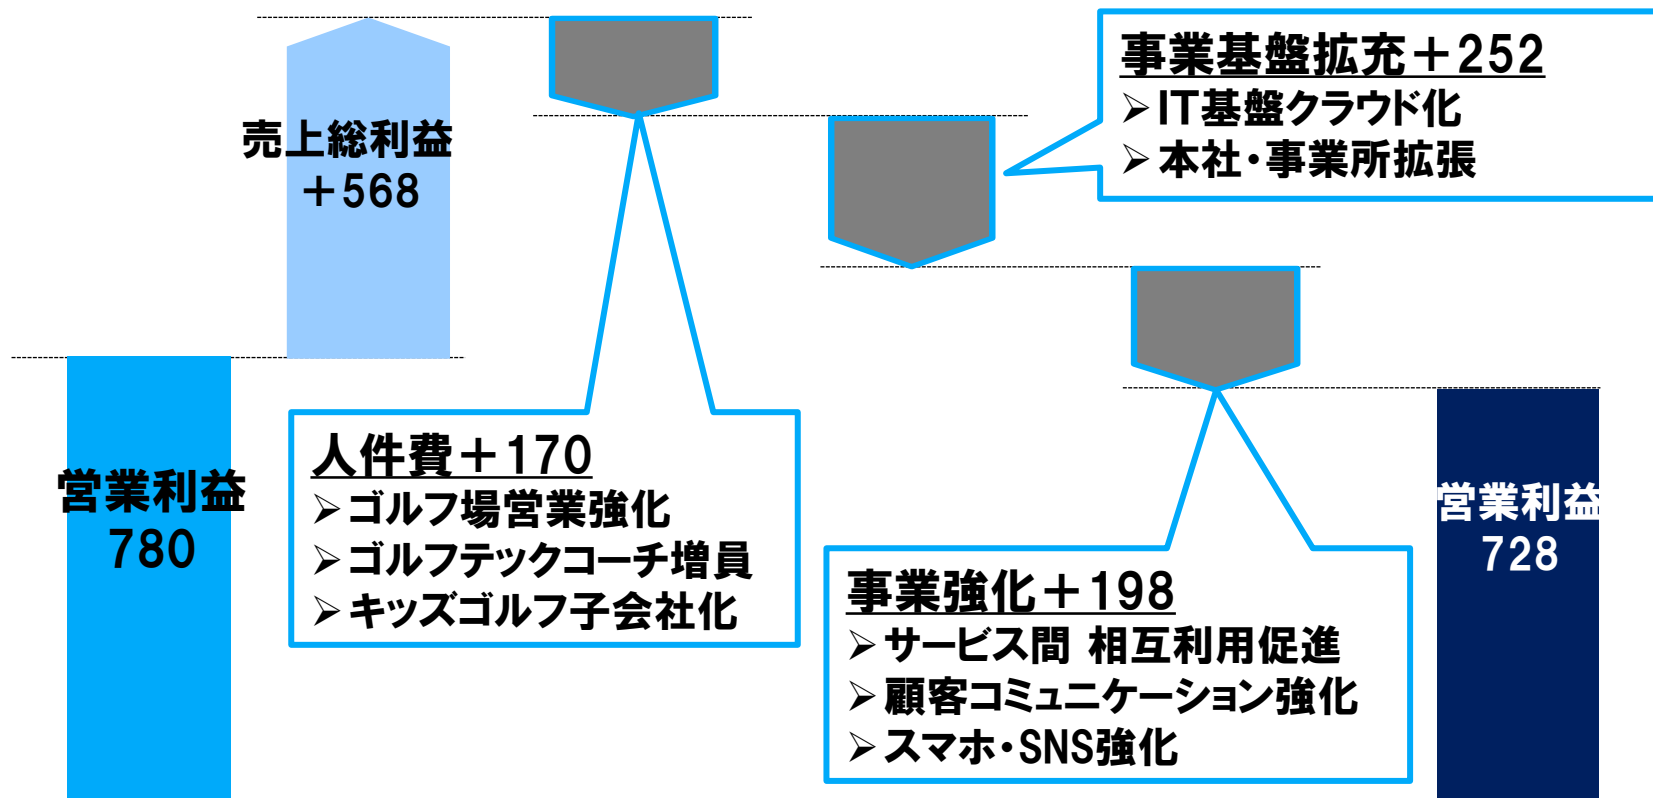 営業利益
780
売上総利益
＋568
人件費＋170
➢ゴルフ場営業強化
➢ゴルフテックコーチ増員
➢キッズゴルフ子会社化
事業基盤拡充＋252
➢IT基盤クラウド化
➢本社・事業所拡張
事業強化＋198
➢サービス間 相互利用促進
➢顧客コミュニケーション強化
➢スマホ・SNS強化
営業利益
728